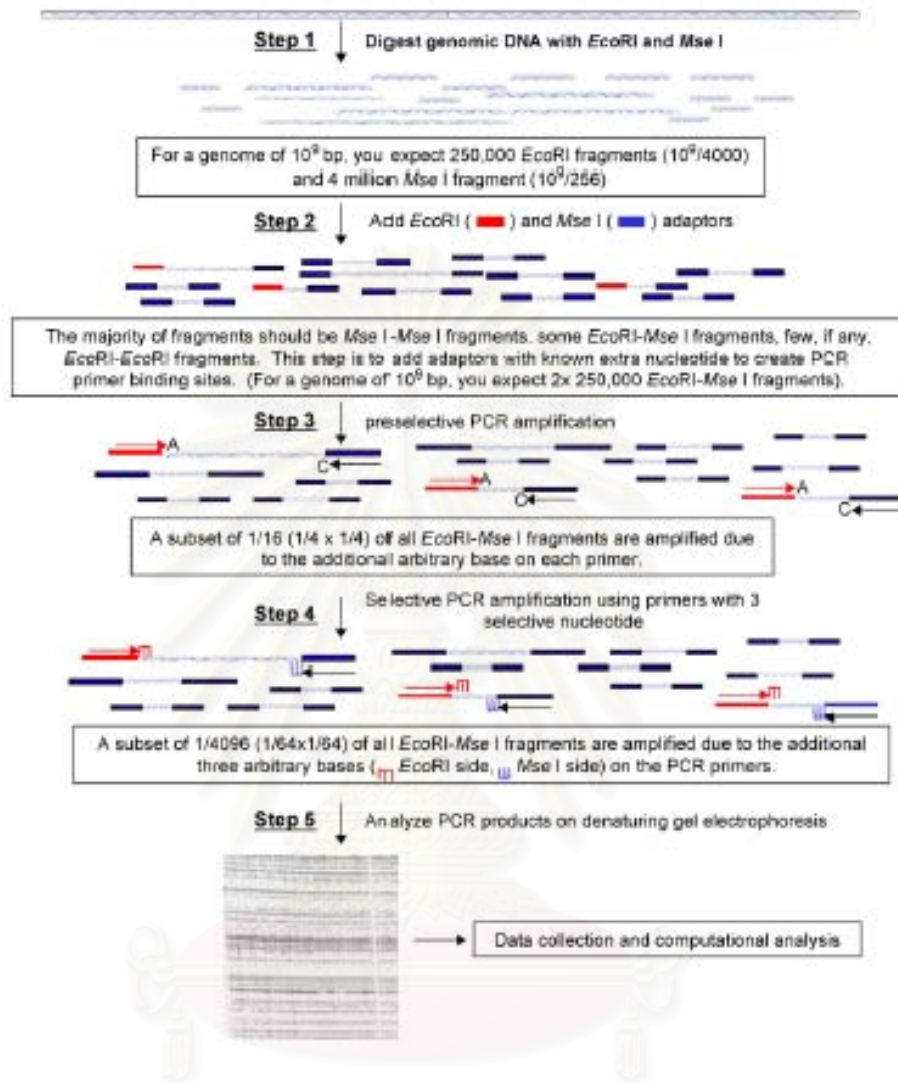 Step 1 Digest genomic DNA with EcoRI and Mse I
For a genome of 10⁹ bp, you expect 250,000 EcoRI fragments (10⁹/4000)
and 4 million Mse I fragment (10⁹/256)
Step 2 Add EcoRI ( ) and Mse I ( ) adaptors
The majority of fragments should be Mse I-Mse I fragments, some EcoRI-Mse I fragments, few, if any,
EcoRI-EcoRI fragments. This step is to add adaptors with known extra nucleotide to create PCR
primer binding sites. (For a genome of 10⁹ bp, you expect 2x 250,000 EcoRI-Mse I fragments).
Step 3 preselective PCR amplification
A
C
A
C
A
C
A subset of 1/16 (1/4 x 1/4) of all EcoRI-Mse I fragments are amplified due
to the additional arbitrary base on each primer.
Step 4 Selective PCR amplification using primers with 3
selective nucleotide
A subset of 1/4096 (1/64x1/64) of all EcoRI-Mse I fragments are amplified due to the additional
three arbitrary bases ( EcoRI side, Mse I side) on the PCR primers.
Step 5 Analyze PCR products on denaturing gel electrophoresis
Data collection and computational analysis